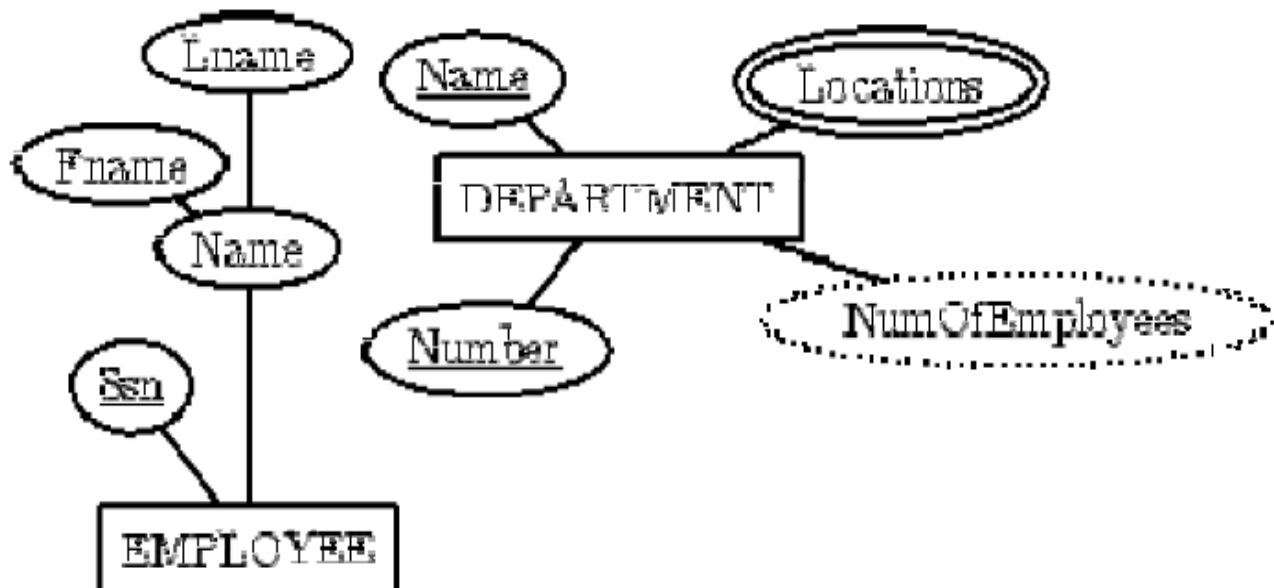 Lname
Name
Locations
Fname
DEPARTMENT
Name
NumOfEmployees
Number
Ssn
EMPLOYEE